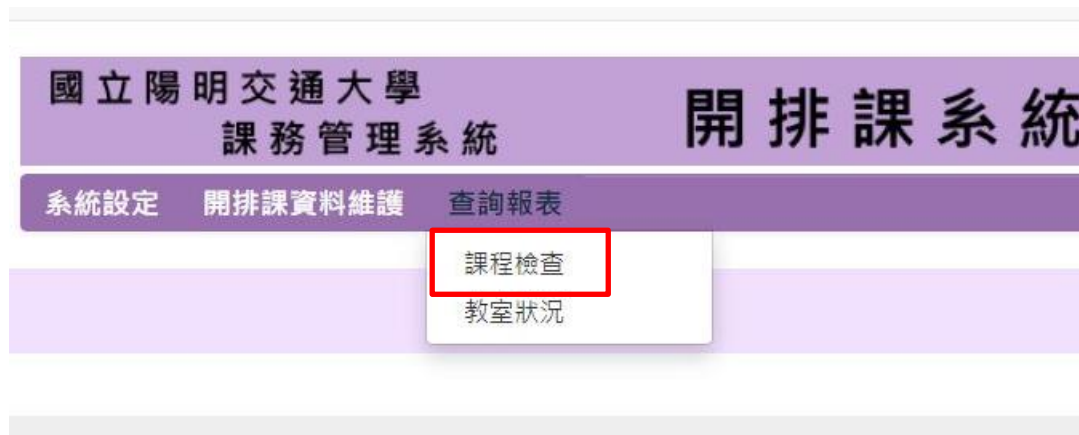 國立陽明交通大學
課務管理系統
開排課系統
系統設定 開排課資料維護 查詢報表
課程檢查
教室狀況